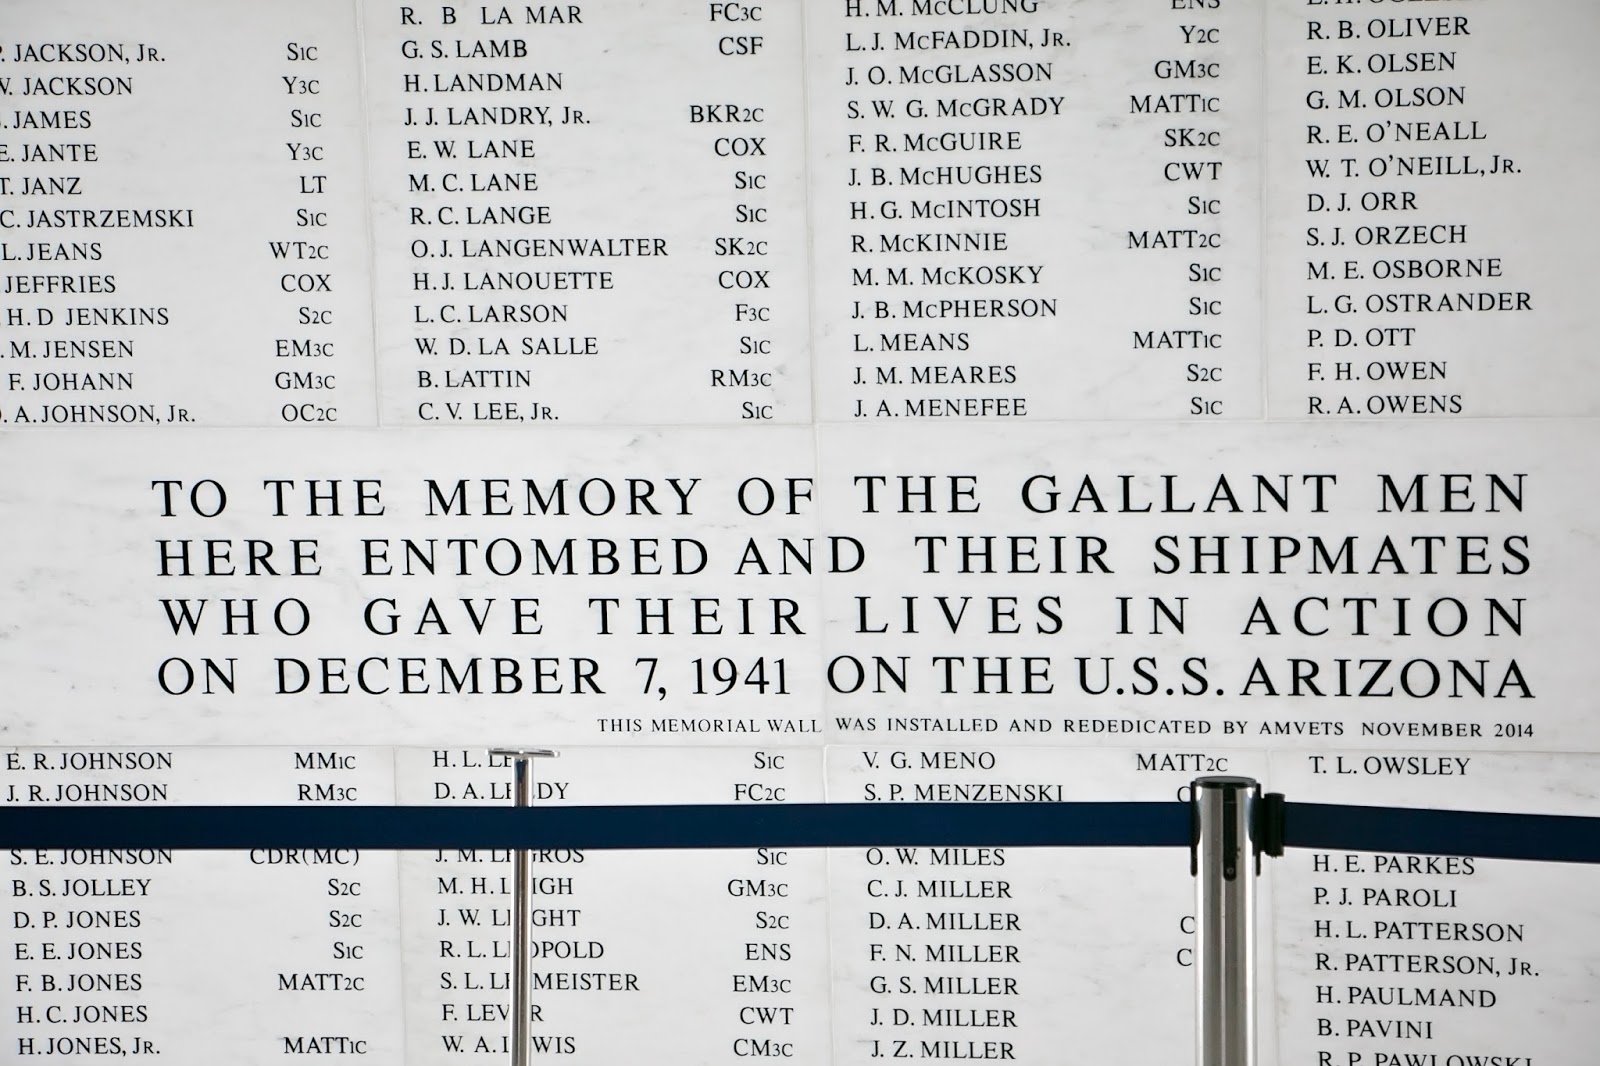 JACKSON, JR. S1C
JACKSON Y3C
JAMES S1C
JANTE Y3C
T. JANZ LT
C. JASTRZEMSKI S1C
L. JEANS WT2C
JEFFRIES COX
H. D JENKINS S2C
M. JENSEN EM3C
F. JOHANN GM3C
A. JOHNSON, JR. OC2C
R. B LA MAR FC3C
G. S. LAMB CSF
H. LANDMAN
J. J. LANDRY, JR. BKR2C
E. W. LANE COX
M. C. LANE S1C
R. C. LANGE S1C
O. J. LANGENWALTER SK2C
H. J. LANOUETTE COX
L. C. LARSON F3C
W. D. LA SALLE S1C
B. LATTIN RM3C
C. V. LEE, JR. S1C
H. M. McCLUNG ENS
L. J. McFADDIN, JR. Y2C
J. O. McGLASSON GM3C
S. W. G. McGRADY MATT1C
F. R. McGUIRE SK2C
J. B. McHUGHES CWT
H. G. McINTOSH S1C
R. McKINNIE MATT2C
M. M. McKOSKY S1C
J. B. McPHERSON S1C
L. MEANS MATT1C
J. M. MEARES S2C
J. A. MENEFEE S1C
R. B. OLIVER
E. K. OLSEN
G. M. OLSON
R. E. O'NEALL
W. T. O'NEILL, JR.
D. J. ORR
S. J. ORZECH
M. E. OSBORNE
L. G. OSTRANDER
P. D. OTT
F. H. OWEN
R. A. OWENS
TO THE MEMORY OF THE GALLANT MEN
HERE ENTOMBED AND THEIR SHIPMATES
WHO GAVE THEIR LIVES IN ACTION
ON DECEMBER 7, 1941 ON THE U.S.S. ARIZONA
THIS MEMORIAL WALL WAS INSTALLED AND REDEDICATED BY AMVETS NOVEMBER 2014
E. R. JOHNSON MM1C
J. R. JOHNSON RM3C
S. E. JOHNSON CDR(MC)
B. S. JOLLEY S2C
D. P. JONES S2C
E. E. JONES S1C
F. B. JONES MATT2C
H. C. JONES
H. JONES, JR. MATT1C
H. L. S1C
D. A. FC2C
J. M. S1C
M. H. GM3C
J. W. S2C
R. L. ENS
S. L. EM3C
F. CWT
W. A. CM3C
V. G. MENO MATT2C
S. P. MENZENSKI
O. W. MILES
C. J. MILLER
D. A. MILLER
F. N. MILLER
G. S. MILLER
J. D. MILLER
J. Z. MILLER
T. L. OWSLEY
H. E. PARKES
P. J. PAROLI
H. L. PATTERSON
R. PATTERSON, JR.
H. PAULMAND
B. PAVINI
R. P. PAWLOWSKI